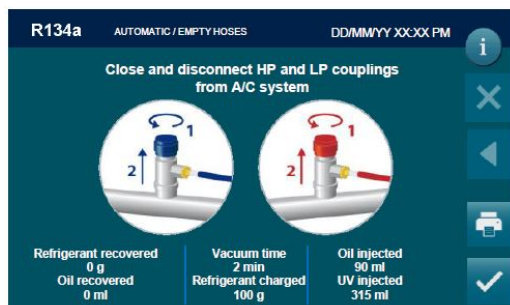 R134a AUTOMATIC / EMPTY HOSES DD/MM/YY XX:XX PM
i
Close and disconnect HP and LP couplings
from A/C system
1
2
1
2
Refrigerant recovered
0 g
Oil recovered
0 ml
Vacuum time
2 min
Refrigerant charged
100 g
Oil injected
90 ml
UV injected
315 ml